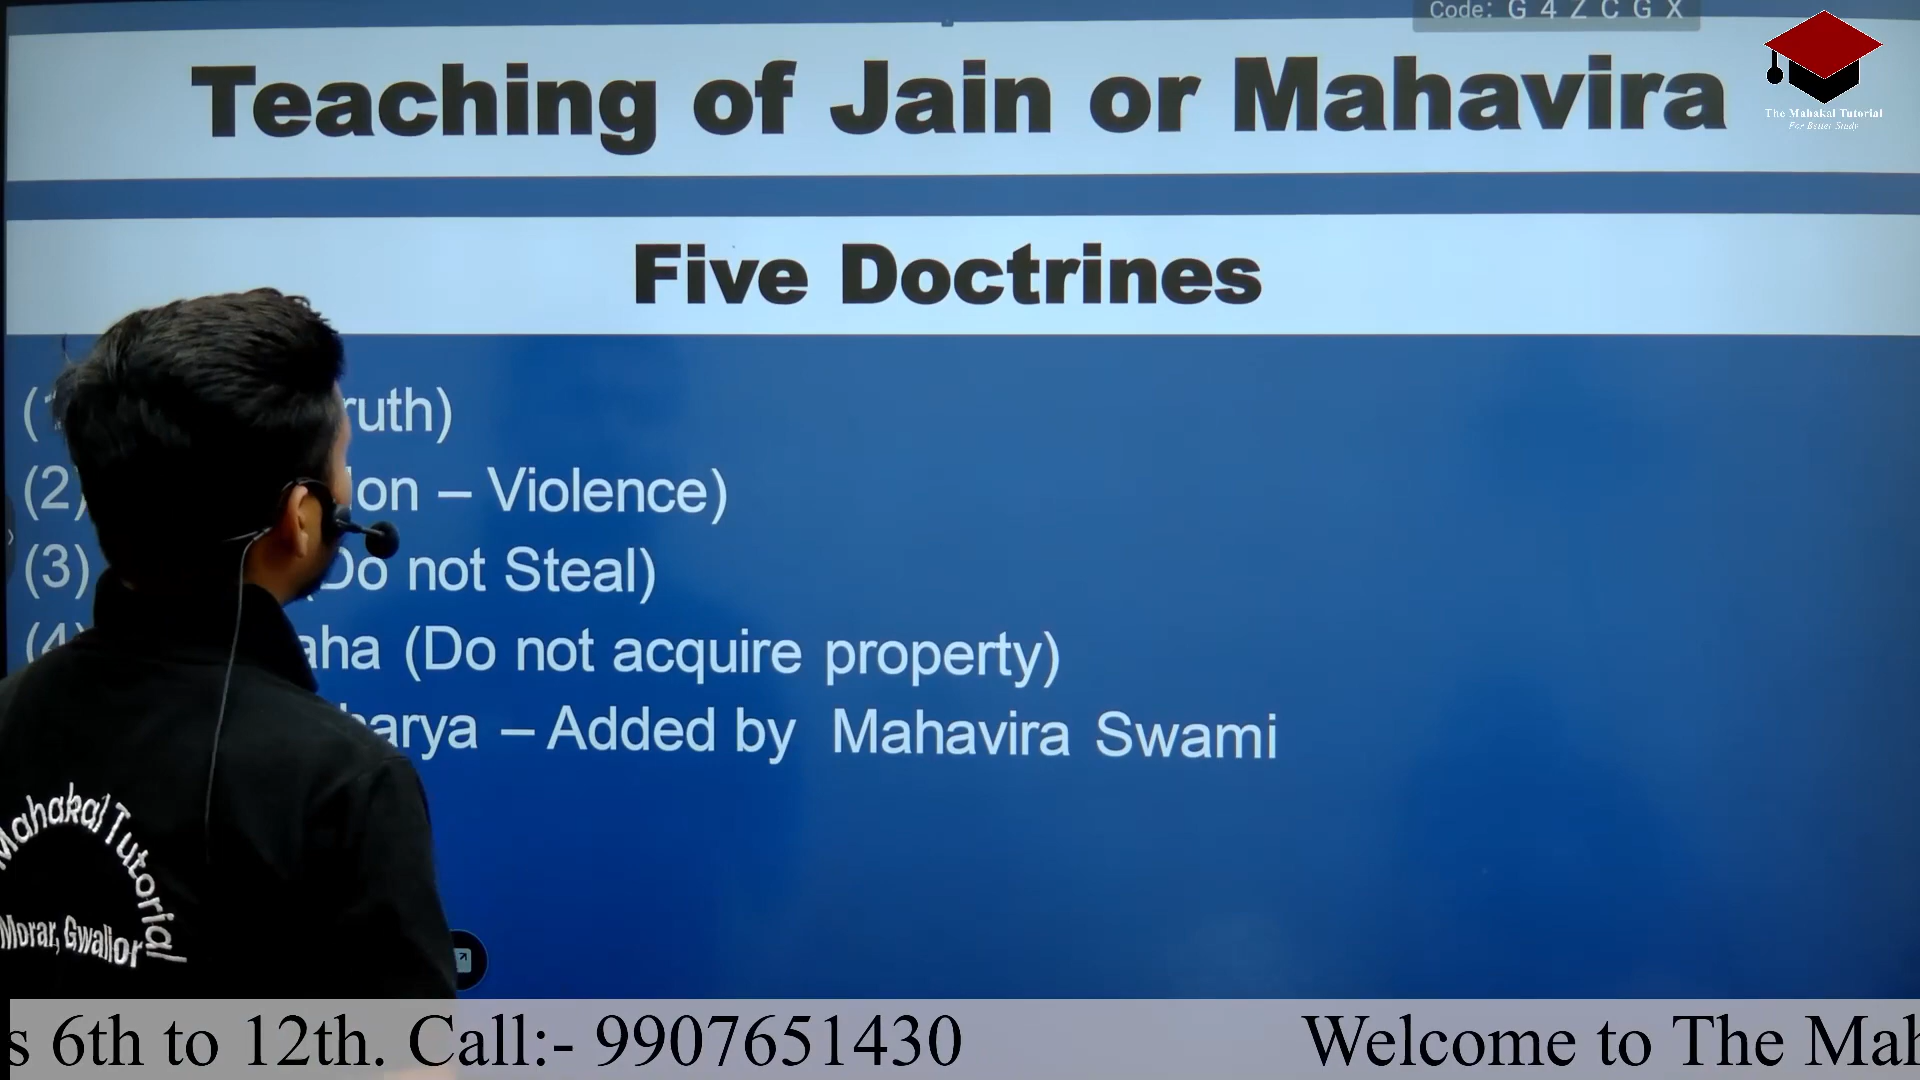 Code: G 4 Z C G X
Teaching of Jain or Mahavira
The Mahakal Tutorial
For Better Study
Five Doctrines
ruth)
(2) on – Violence)
(3) Do not Steal)
aha (Do not acquire property)
arya – Added by Mahavira Swami
Mahakal Tutorial
Morar, Gwalior
s 6th to 12th. Call:- 9907651430
Welcome to The Mah